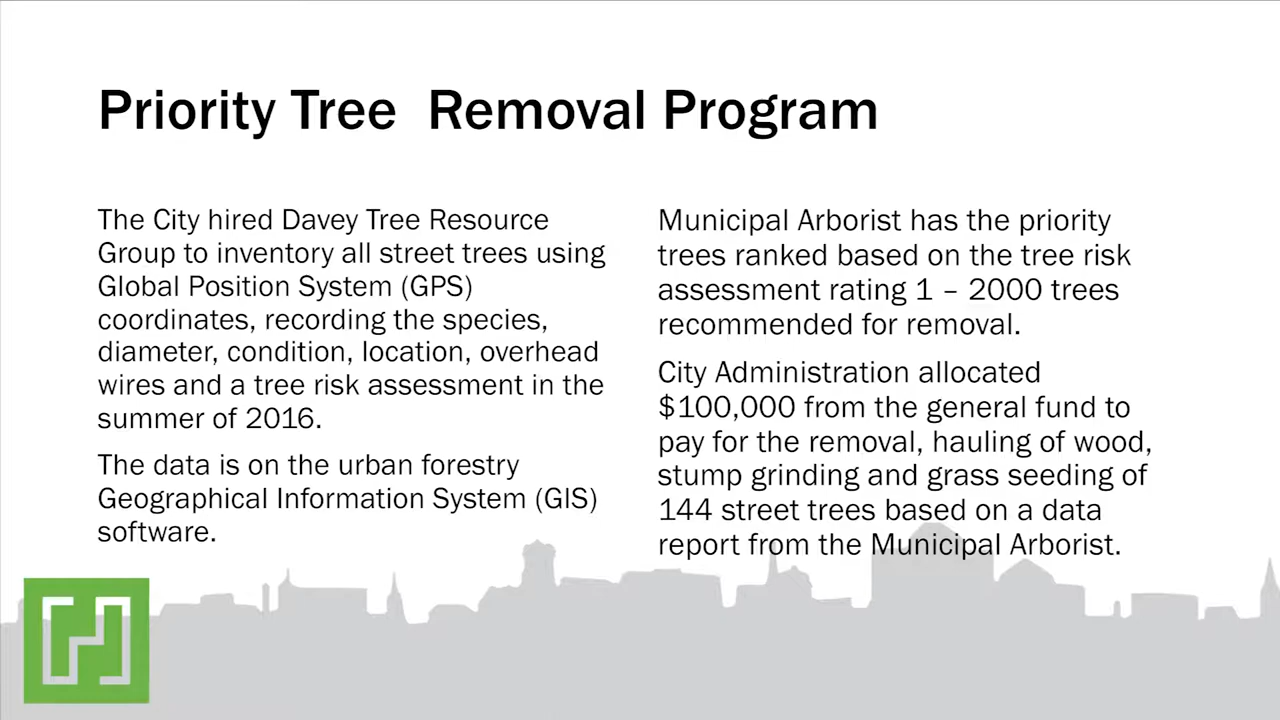 Priority Tree  Removal Program
The City hired Davey Tree Resource
Group to inventory all street trees using
Global Position System (GPS)
coordinates, recording the species,
diameter, condition, location, overhead
wires and a tree risk assessment in the
summer of 2016.
The data is on the urban forestry
Geographical Information System (GIS)
software.
Municipal Arborist has the priority
trees ranked based on the tree risk
assessment rating 1 – 2000 trees
recommended for removal.
City Administration allocated
$100,000 from the general fund to
pay for the removal, hauling of wood,
stump grinding and grass seeding of
144 street trees based on a data
report from the Municipal Arborist.